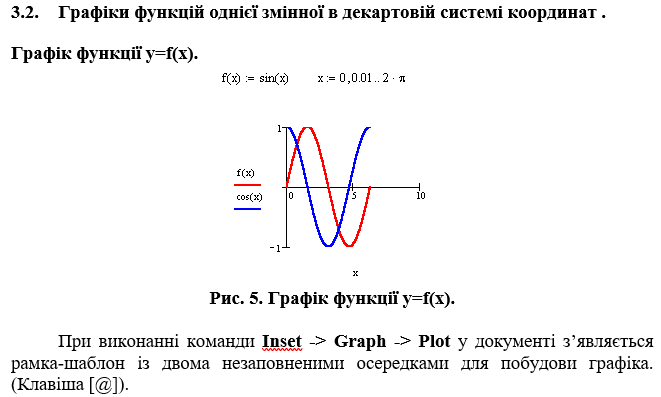 3.2. Графіки функцій однієї змінної в декартовій системі координат .
Графік функції y=f(x).
f(x) := sin(x) x := 0,0.01.. 2 · π
1
f(x)
cos(x)
0 5 10
−1
x
Рис. 5. Графік функції y=f(x).
При виконанні команди Inset -> Graph -> Plot у документі з’являється
рамка-шаблон із двома незаповненими осередками для побудови графіка.
(Клавіша [@]).